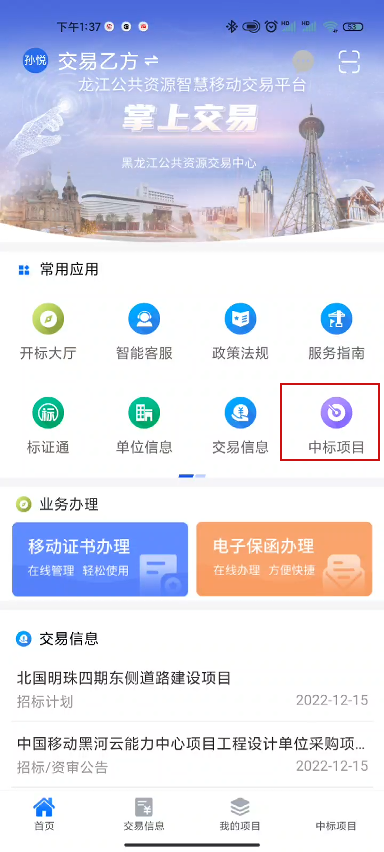 下午1:37
HD
HD
53
孙悦
交易乙方
龙江公共资源智慧移动交易平台
掌上交易
黑龙江公共资源交易中心
常用应用
开标大厅
智能客服
政策法规
服务指南
标
标证通
单位信息
交易信息
中标项目
业务办理
移动证书办理
在线管理 轻松使用
电子保函办理
在线办理 方便快捷
交易信息
北国明珠四期东侧道路建设项目
招标计划
2022-12-15
中国移动黑河云能力中心项目工程设计单位采购项...
招标/资审公告
2022-12-15
首页
交易信息
我的项目
中标项目